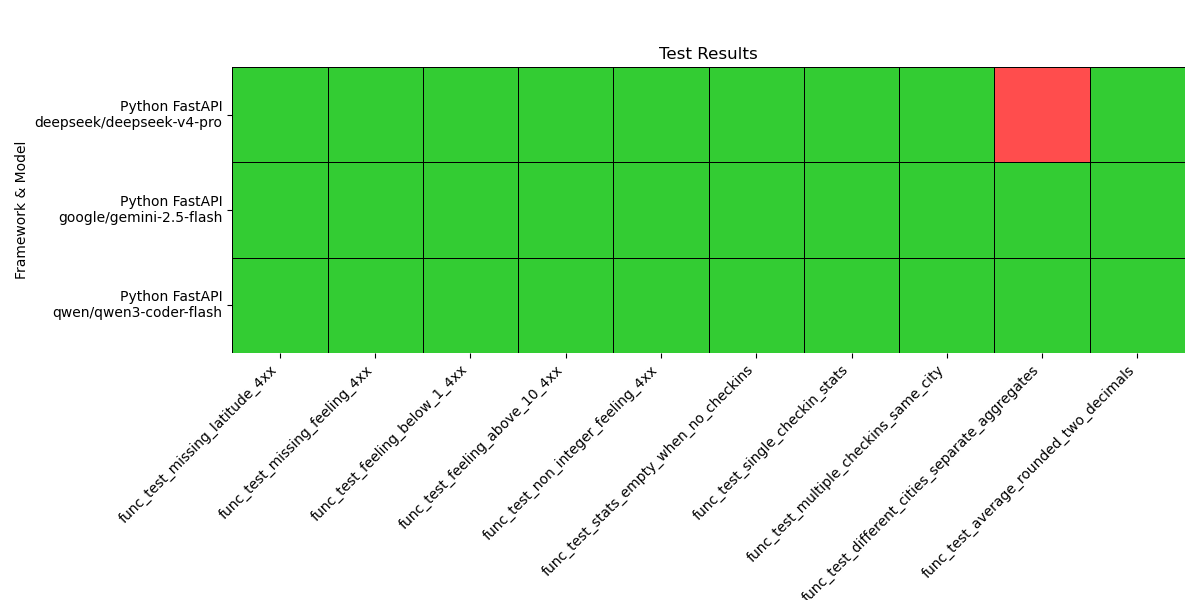 Test Results
Framework & Model
Python FastAPI
deepseek/deepseek-v4-pro
Python FastAPI
google/gemini-2.5-flash
Python FastAPI
qwen/qwen3-coder-flash
func_test_missing_latitude_4xx
func_test_missing_feeling_4xx
func_test_feeling_below_1_4xx
func_test_feeling_above_10_4xx
func_test_non_integer_feeling_4xx
func_test_stats_empty_when_no_checkins
func_test_single_checkin_stats
func_test_multiple_checkins_same_city
func_test_different_cities_separate_aggregates
func_test_average_rounded_two_decimals